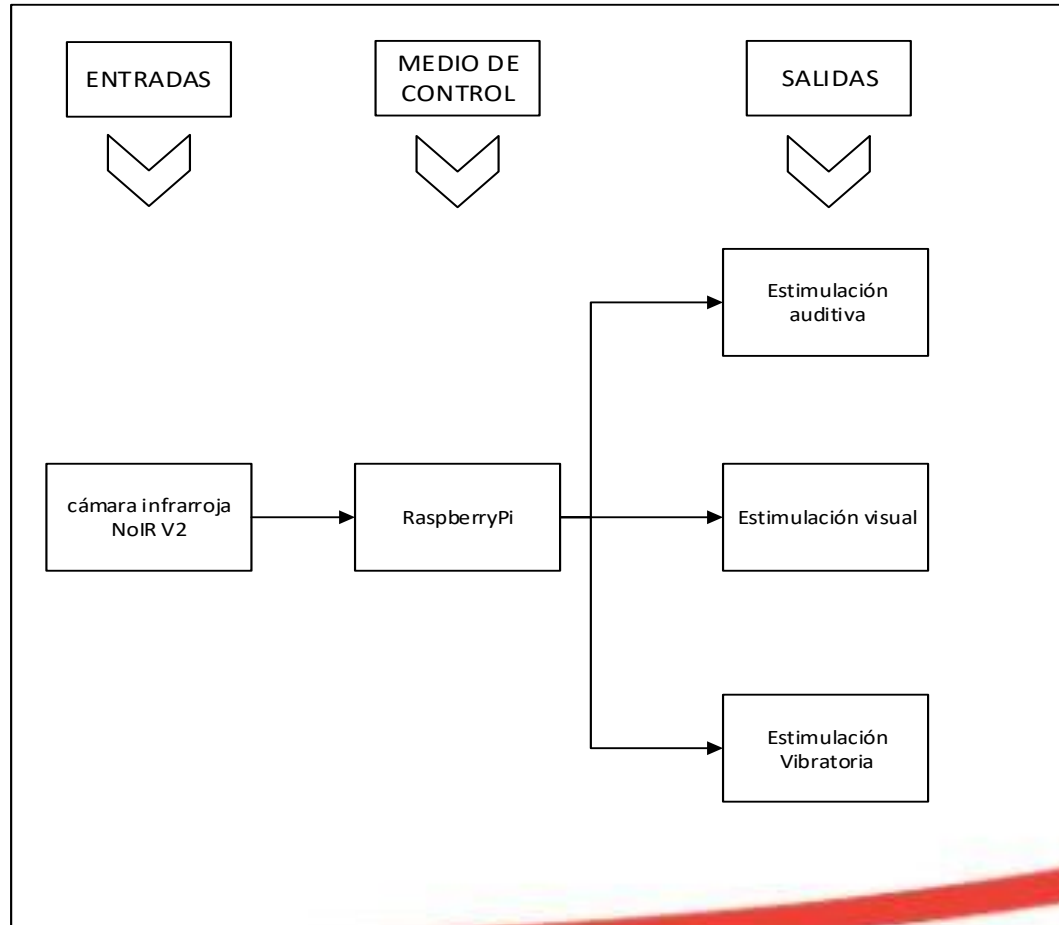 ENTRADAS
MEDIO DE
CONTROL
SALIDAS
Estimulación
auditiva
cámara infrarroja
NoIR V2
RaspberryPi
Estimulación visual
Estimulación
Vibratoria